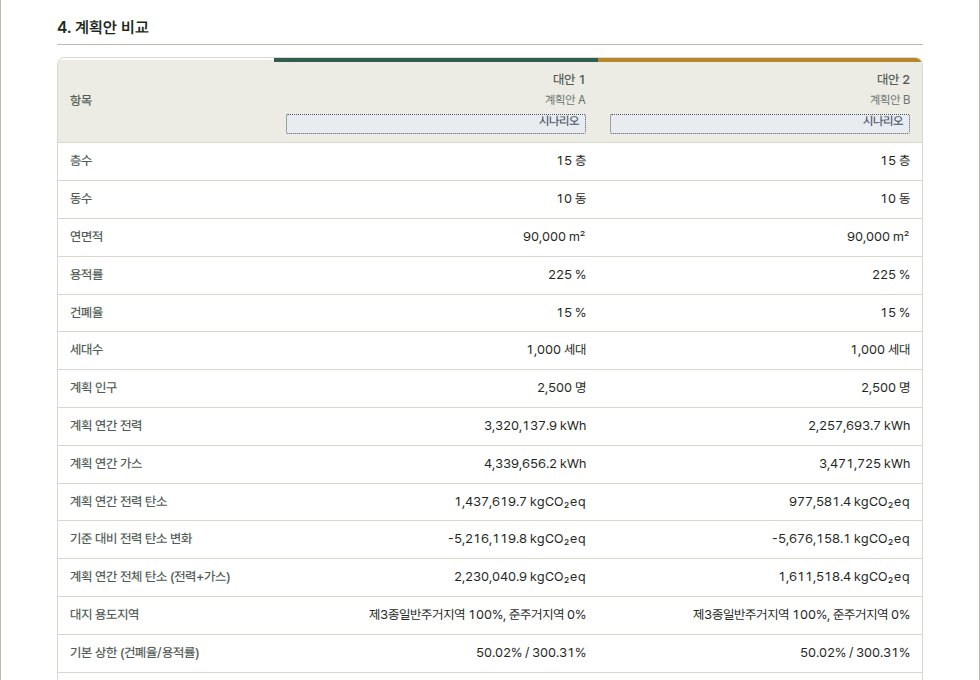 4. 계획안 비교
항목 대안 1 대안 2
계획안 A 계획안 B
시나리오 시나리오
층수 15 층 15 층
동수 10 동 10 동
연면적 90,000 m² 90,000 m²
용적률 225 % 225 %
건폐율 15 % 15 %
세대수 1,000 세대 1,000 세대
계획 인구 2,500 명 2,500 명
계획 연간 전력 3,320,137.9 kWh 2,257,693.7 kWh
계획 연간 가스 4,339,656.2 kWh 3,471,725 kWh
계획 연간 전력 탄소 1,437,619.7 kgCO₂eq 977,581.4 kgCO₂eq
기준 대비 전력 탄소 변화 -5,216,119.8 kgCO₂eq -5,676,158.1 kgCO₂eq
계획 연간 전체 탄소 (전력+가스) 2,230,040.9 kgCO₂eq 1,611,518.4 kgCO₂eq
대지 용도지역 제3종일반주거지역 100%, 준주거지역 0% 제3종일반주거지역 100%, 준주거지역 0%
기본 상한 (건폐율/용적률) 50.02% / 300.31% 50.02% / 300.31%